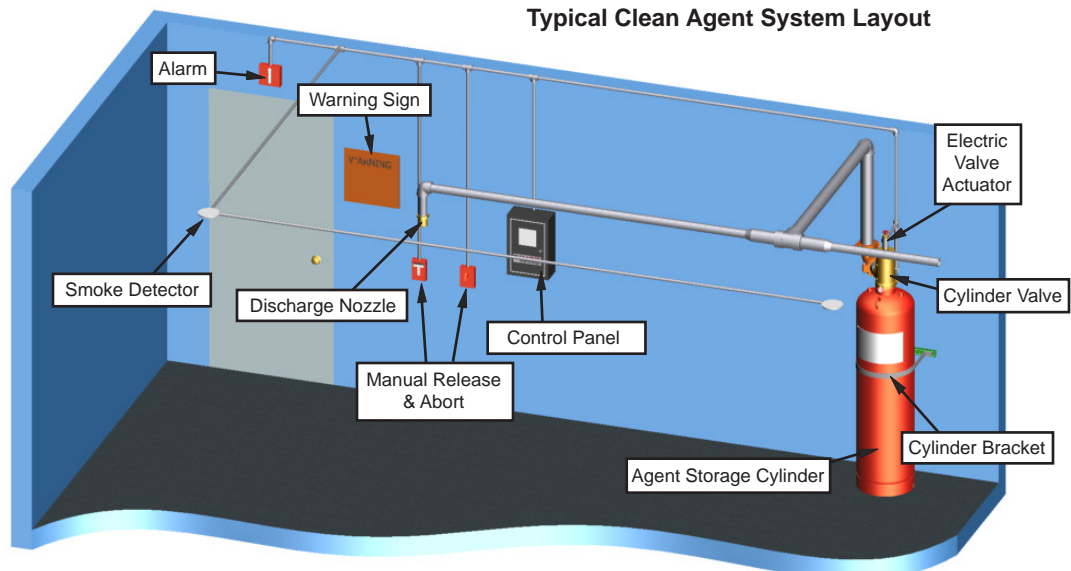 Typical Clean Agent System Layout
Alarm
Warning Sign
WARNING
Electric
Valve
Actuator
Smoke Detector
Discharge Nozzle
Control Panel
Cylinder Valve
Manual Release
& Abort
Cylinder Bracket
Agent Storage Cylinder